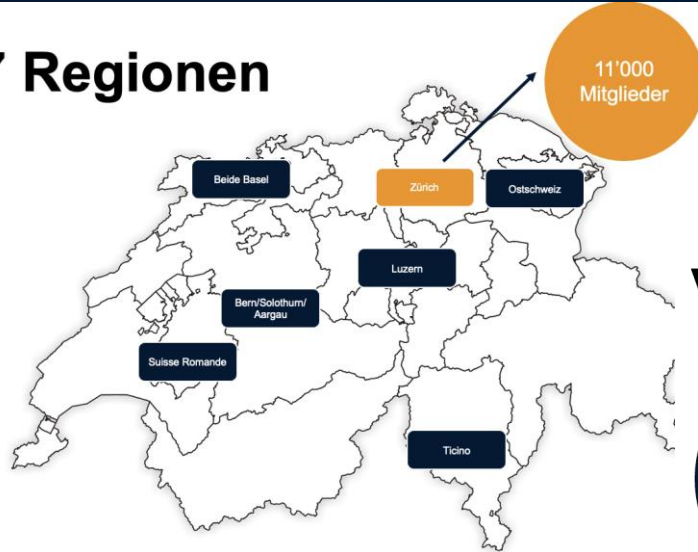 7 Regionen
11'000
Mitglieder
Beide Basel
Zürich
Ostschweiz
Luzern
Bern/Solothurn/
Aargau
Suisse Romande
Ticino